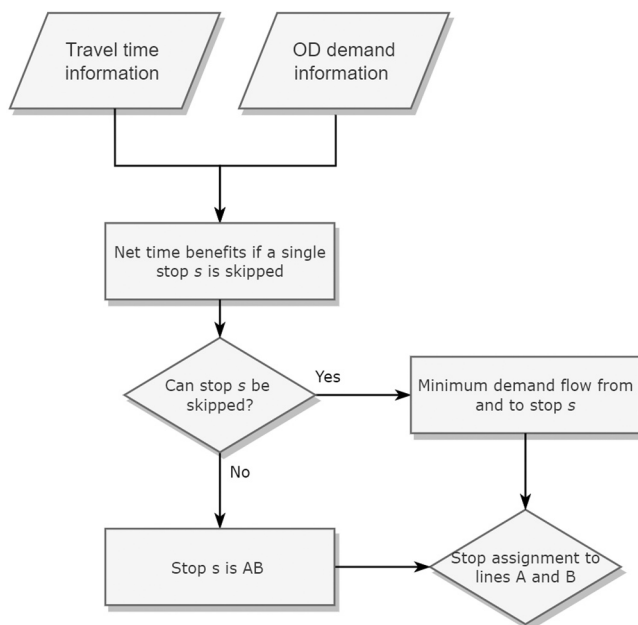 Travel time
information
OD demand
information
Net time benefits if a single
stop s is skipped
Can stop s be
skipped?
Yes
Minimum demand flow from
and to stop s
No
Stop s is AB
Stop assignment to
lines A and B